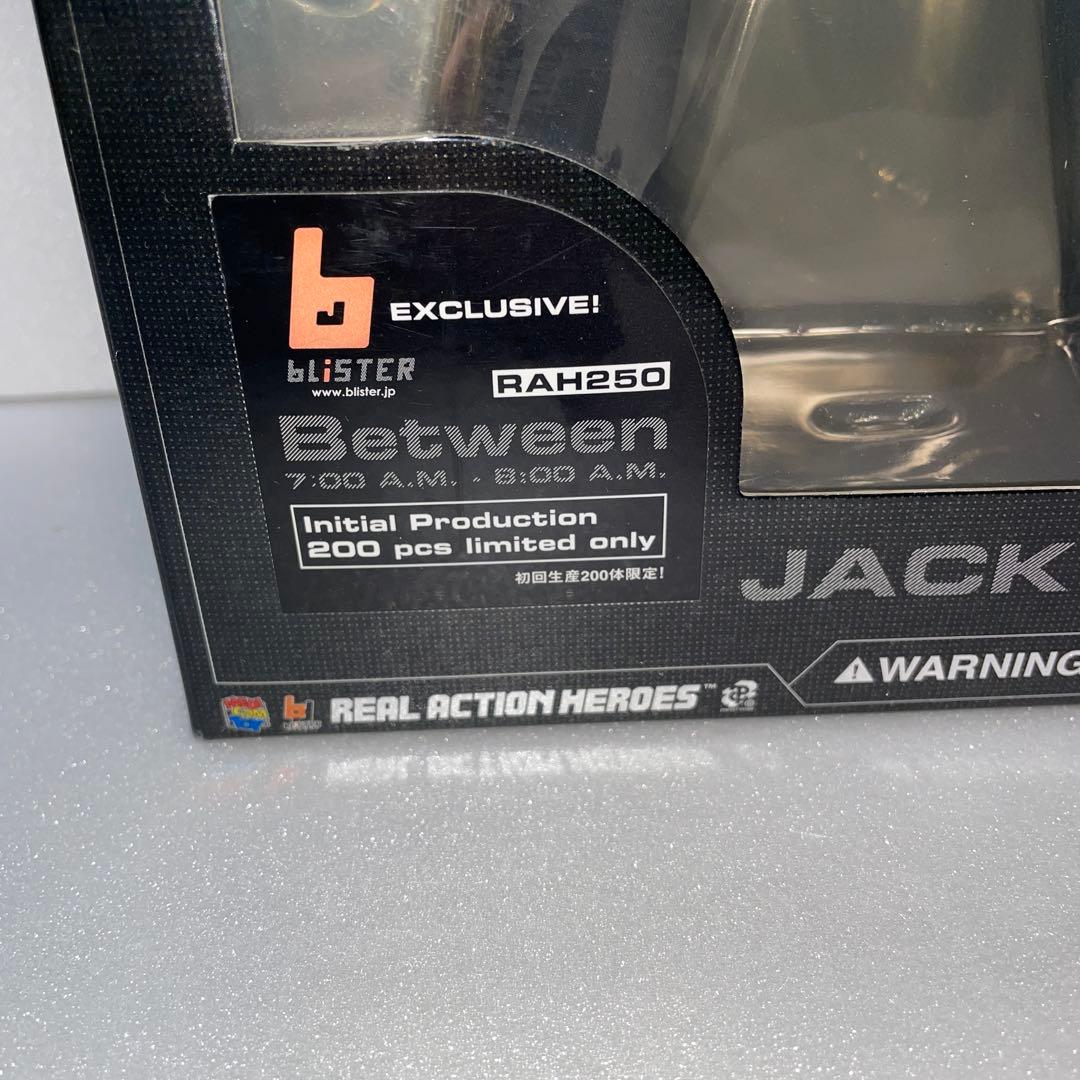 EXCLUSIVE!
bLiSTER
www.blister.jp
RAH250
Between
7:00 A.M. - 8:00 A.M.
Initial Production
200 pcs limited only
初回生産200体限定!
JACK
WARNING
REAL ACTION HEROES™